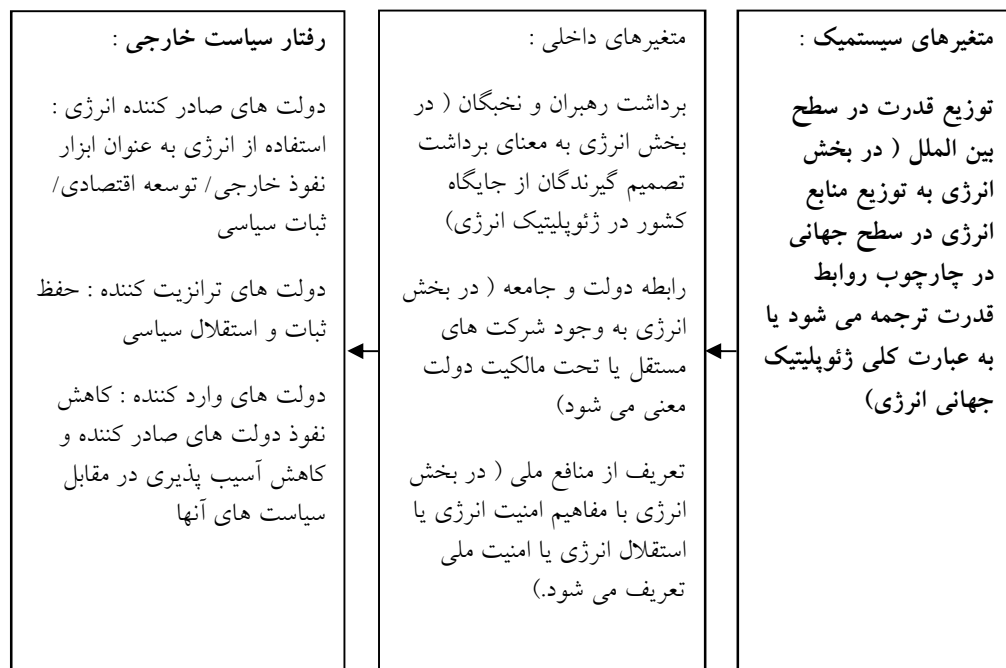 متغیرهای سیستمیک :
توزیع قدرت در سطح
بین الملل ( در بخش
انرژی به توزیع منابع
انرژی در سطح جهانی
در چارچوب روابط
قدرت ترجمه می شود یا
به عبارت کلی ژئوپلیتیک
جهانی انرژی)
متغیرهای داخلی :
برداشت رهبران و نخبگان ( در
بخش انرژی به معنای برداشت
تصمیم گیرندگان از جایگاه
کشور در ژئوپلیتیک انرژی)
رابطه دولت و جامعه ( در بخش
انرژی به وجود شرکت های
مستقل یا تحت مالکیت دولت
معنی می شود)
تعریف از منافع ملی ( در بخش
انرژی با مفاهیم امنیت انرژی یا
استقلال انرژی یا امنیت ملی
تعریف می شود.)
رفتار سیاست خارجی :
دولت های صادر کننده انرژی :
استفاده از انرژی به عنوان ابزار
نفوذ خارجی/ توسعه اقتصادی/
ثبات سیاسی
دولت های ترانزیت کننده : حفظ
ثبات و استقلال سیاسی
دولت های وارد کننده : کاهش
نفوذ دولت های صادر کننده و
کاهش آسیب پذیری در مقابل
سیاست های آنها